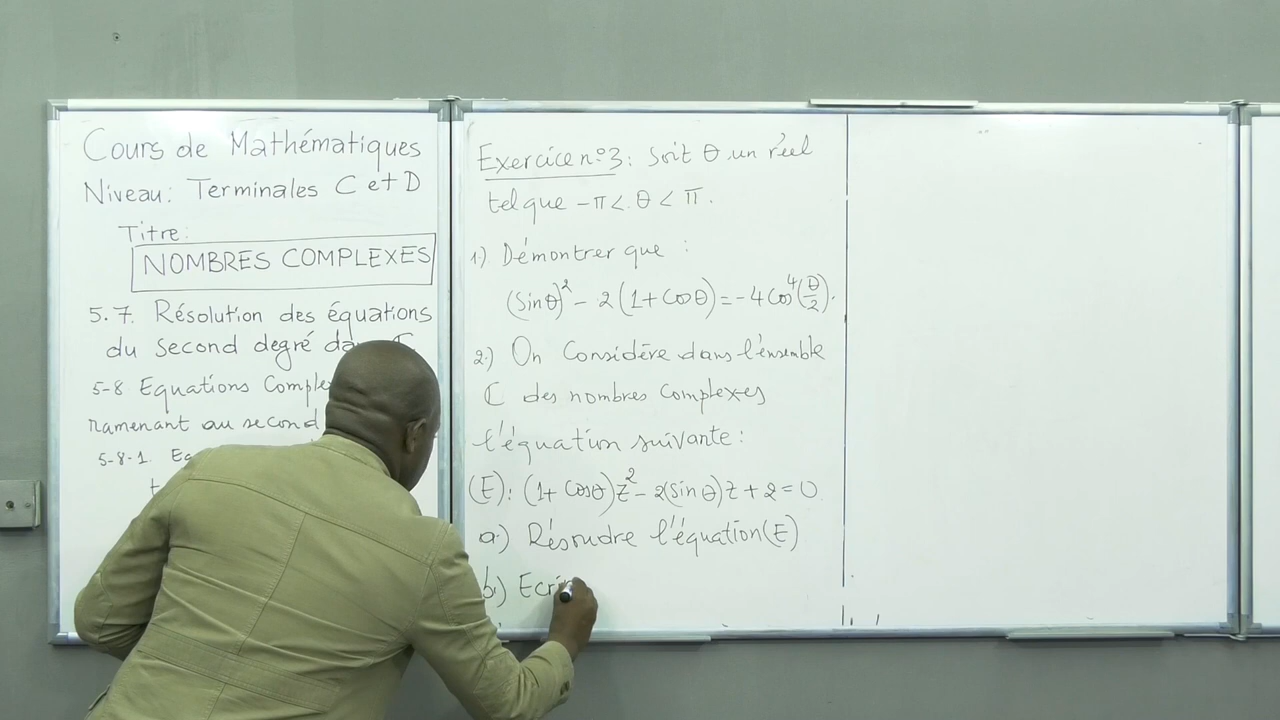 Cours de Mathématiques
Niveau: Terminales C et D
Titre:
NOMBRES COMPLEXES
5.7. Résolution des équations
du Second degré
5-8 Equations
ramenant au second
5-8-1.
Exercice n°3: Soit θ un réel
tel que -π < θ < π.
1.) Démontrer que :
(Sinθ)² - 2(1+Cosθ) = -4Cos⁴(θ/2).
2.) On Considère dans l'ensemble
ℂ des nombres Complexes
l'équation suivante:
(E): (1+ Cosθ)z² - 2(Sinθ)z + 2 = 0.
a.) Résoudre l'équation (E)
b.)